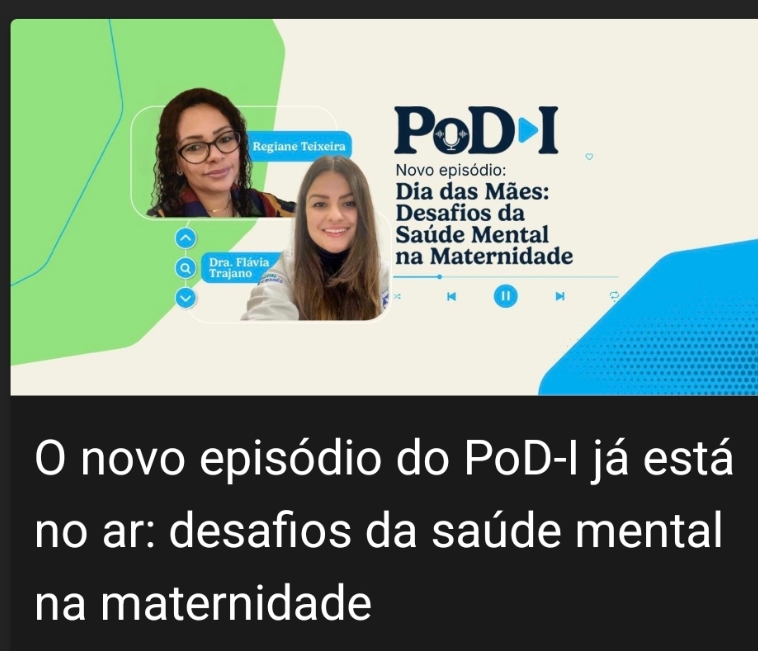 Regiane Teixeira
Dra. Flávia
Trajano
PoD-I
Novo episódio:
Dia das Mães:
Desafios da
Saúde Mental
na Maternidade
O novo episódio do PoD-I já está
no ar: desafios da saúde mental
na maternidade